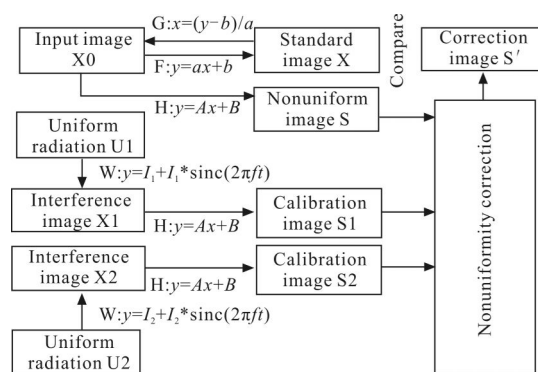 G:x=(y−b)/a
Input image
X0
Standard
image X
F:y=ax+b
Compare
Correction
image S′
H:y=Ax+B
Nonuniform
image S
Uniform
radiation U1
W:y=I₁+I₁*sinc(2πft)
Interference
image X1
H:y=Ax+B
Calibration
image S1
Interference
image X2
H:y=Ax+B
Calibration
image S2
Nonuniformity correction
W:y=I₂+I₂*sinc(2πft)
Uniform
radiation U2